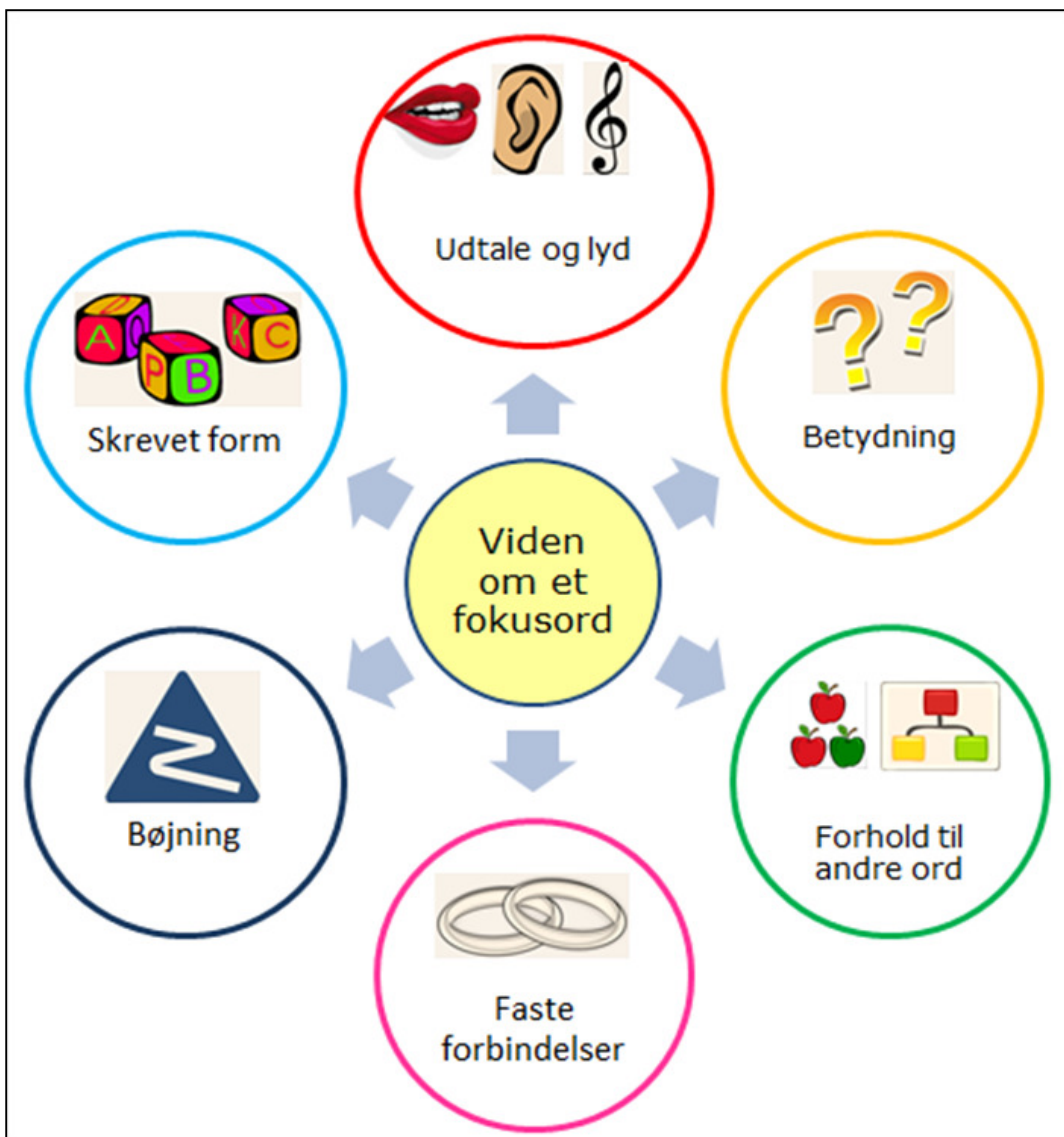 Udtale og lyd
Betydning
Forhold til
andre ord
Faste
forbindelser
Bøjning
Skrevet form
A
P B
K C
Viden
om et
fokusord